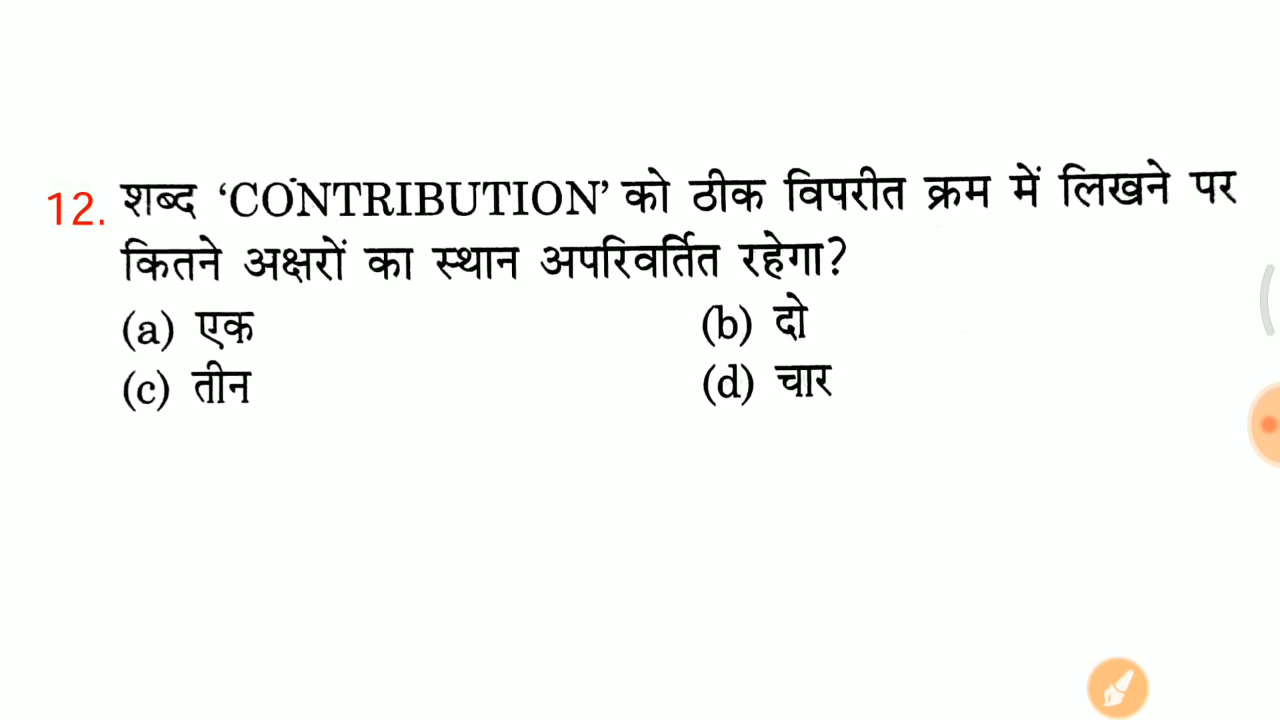 12. शब्द ‘CONTRIBUTION’ को ठीक विपरीत क्रम में लिखने पर
कितने अक्षरों का स्थान अपरिवर्तित रहेगा?
(a) एक (b) दो
(c) तीन (d) चार